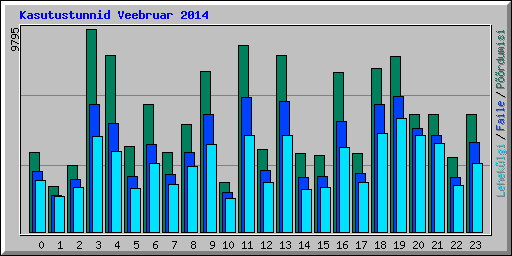 Kasutustunnid Veebruar 2014
9795
Lehekülgi / Faile / Pöördumisi
0 1 2 3 4 5 6 7 8 9 10 11 12 13 14 15 16 17 18 19 20 21 22 23